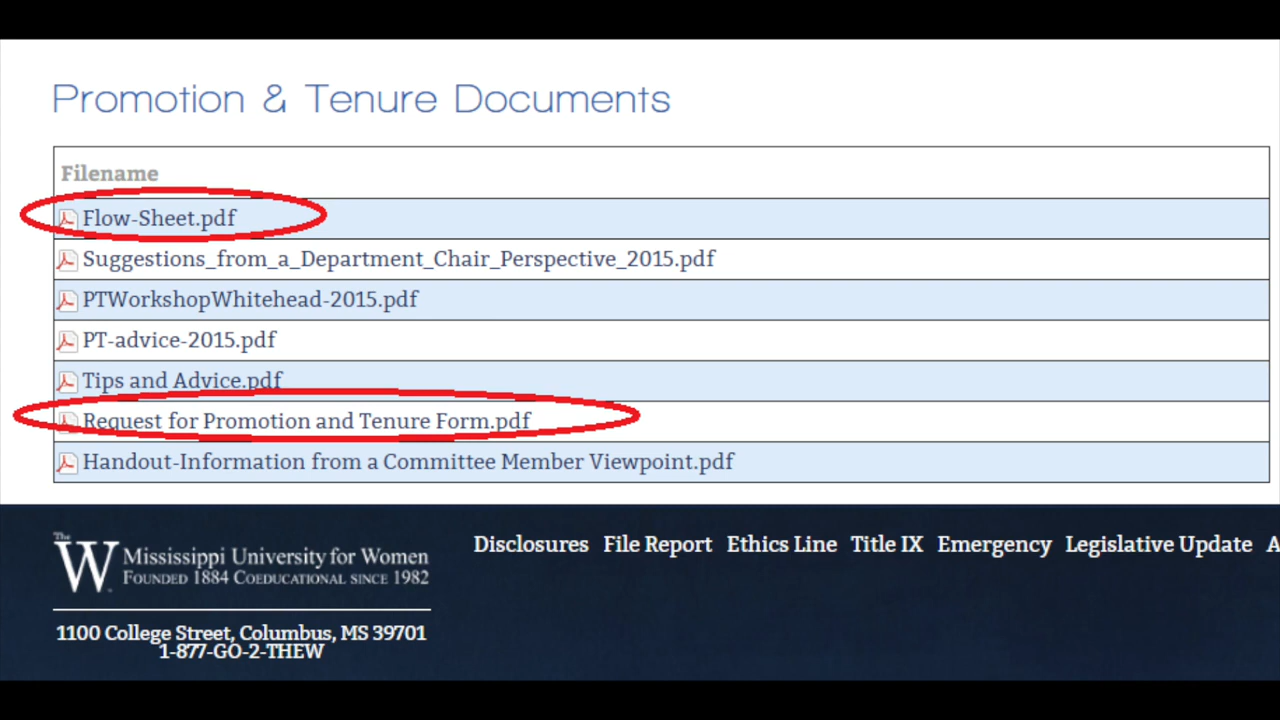 Promotion & Tenure Documents
Filename
Flow-Sheet.pdf
Suggestions_from_a_Department_Chair_Perspective_2015.pdf
PTWorkshopWhitehead-2015.pdf
PT-advice-2015.pdf
Tips and Advice.pdf
Request for Promotion and Tenure Form.pdf
Handout-Information from a Committee Member Viewpoint.pdf
Disclosures File Report Ethics Line Title IX Emergency Legislative Update A
The W Mississippi University for Women
FOUNDED 1884 COEDUCATIONAL SINCE 1982
1100 College Street, Columbus, MS 39701
1-877-GO-2-THEW